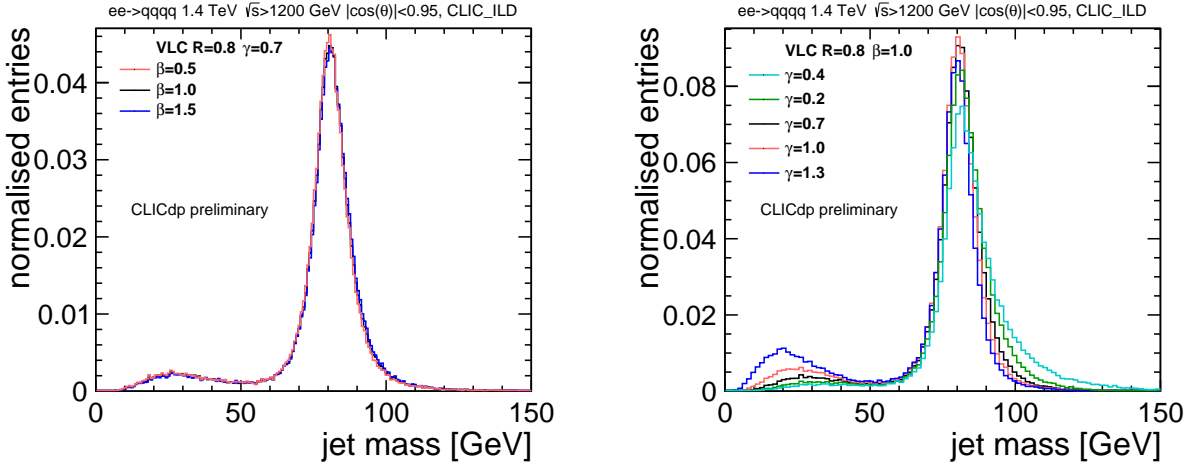 ee->qqqq 1.4 TeV √s>1200 GeV |cos(θ)|<0.95, CLIC_ILD
VLC R=0.8 γ=0.7
β=0.5
β=1.0
β=1.5
CLICdp preliminary
normalised entries
0.04
0.03
0.02
0.01
0
0 50 100 150
jet mass [GeV]
ee->qqqq 1.4 TeV √s>1200 GeV |cos(θ)|<0.95, CLIC_ILD
VLC R=0.8 β=1.0
γ=0.4
γ=0.2
γ=0.7
γ=1.0
γ=1.3
CLICdp preliminary
normalised entries
0.08
0.06
0.04
0.02
0
0 50 100 150
jet mass [GeV]